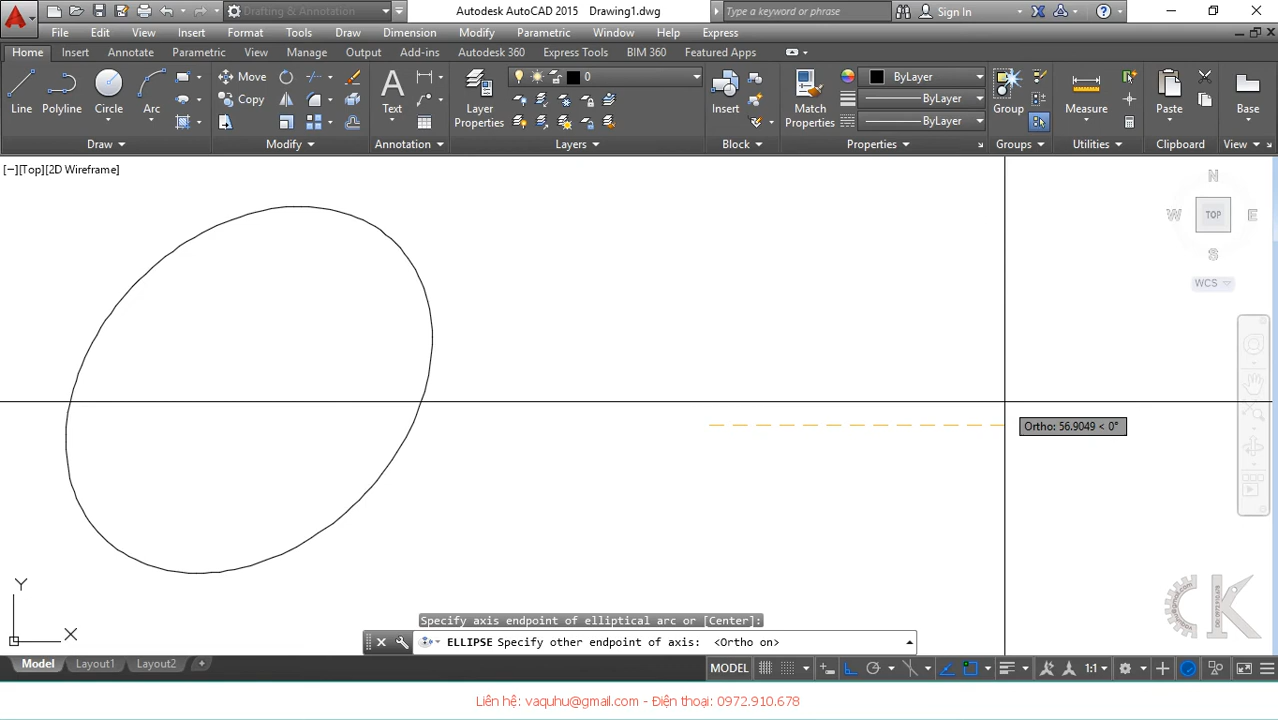 Drafting & Annotation
Autodesk AutoCAD 2015 Drawing1.dwg
Type a keyword or phrase
Sign In
File Edit View Insert Format Tools Draw Dimension Modify Parametric Window Help Express
Home Insert Annotate Parametric View Manage Output Add-ins Autodesk 360 Express Tools BIM 360 Featured Apps
Move
0
ByLayer
Copy
ByLayer
Line Polyline Circle Arc Text Layer Properties Insert Match Properties Group Measure Paste Base
ByLayer
Draw Modify Annotation Layers Block Properties Groups Utilities Clipboard View
[−][Top][2D Wireframe]
N
W TOP E
S
WCS
Ortho: 56.9049 < 0°
Y
X
Specify axis endpoint of elliptical arc or [Center]:
ELLIPSE Specify other endpoint of axis: <Ortho on>
Model Layout1 Layout2 +
MODEL
1:1
Liên hệ: vaquhu@gmail.com - Điện thoại: 0972.910.678